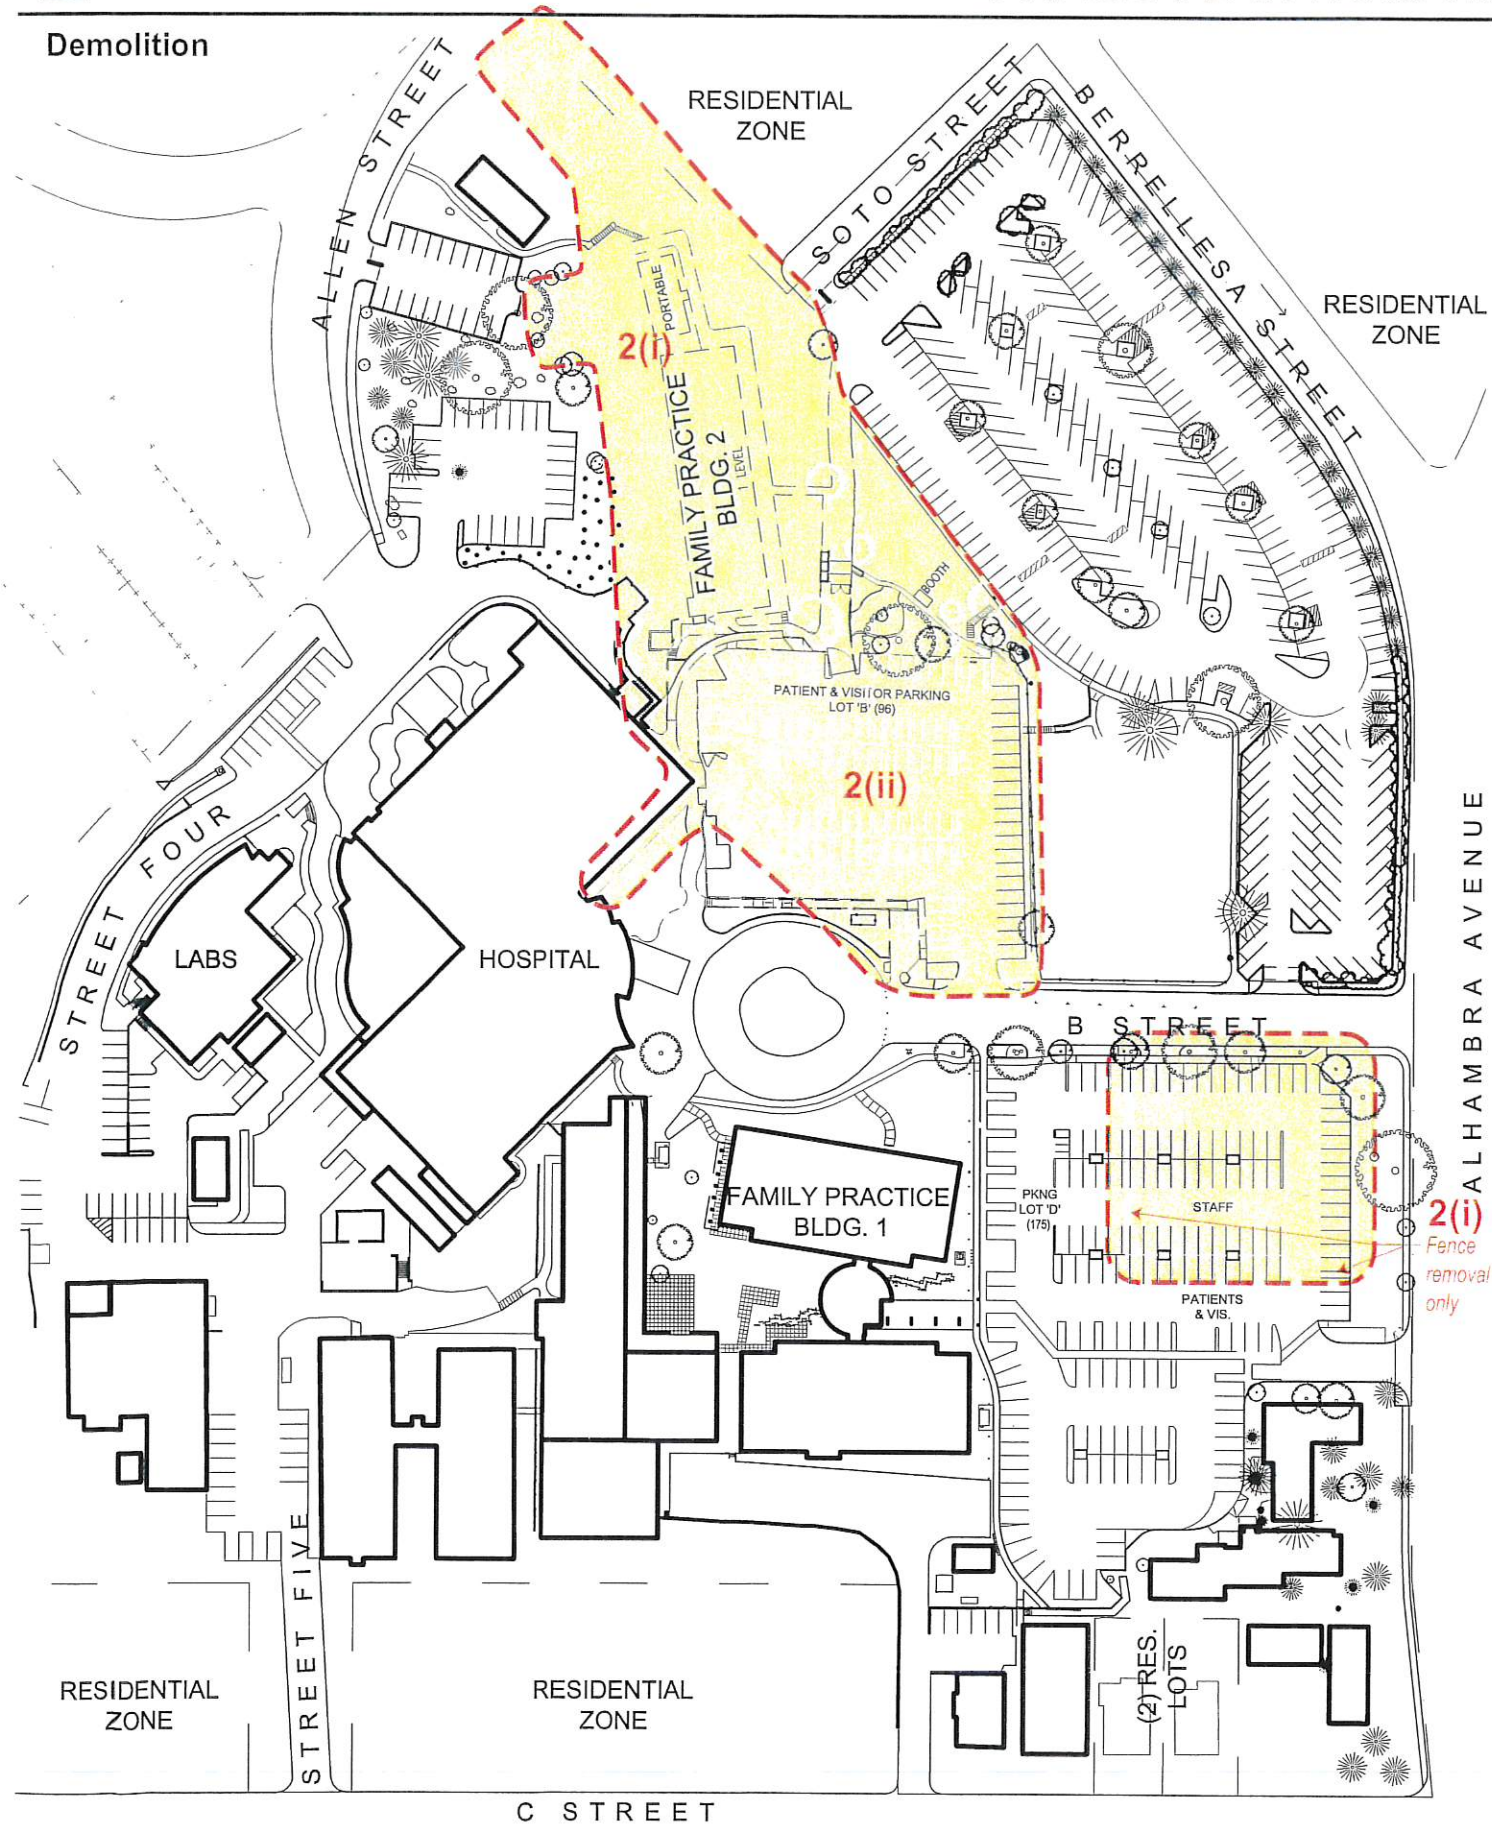 Demolition
RESIDENTIAL
ZONE
ALLEN STREET
SOTO STREET
BERRELLESA STREET
RESIDENTIAL
ZONE
PORTABLE
2(i)
FAMILY PRACTICE
BLDG. 2
LEVEL
BOOTH
PATIENT & VISITOR PARKING
LOT 'B' (96)
2(ii)
STREET FOUR
LABS
HOSPITAL
ALHAMBRA AVENUE
B STREET
FAMILY PRACTICE
BLDG. 1
PKNG
LOT 'D'
(175)
STAFF
2(i)
Fence
removal
only
PATIENTS
& VIS.
STREET FIVE
RESIDENTIAL
ZONE
RESIDENTIAL
ZONE
(2) RES.
LOTS
C STREET